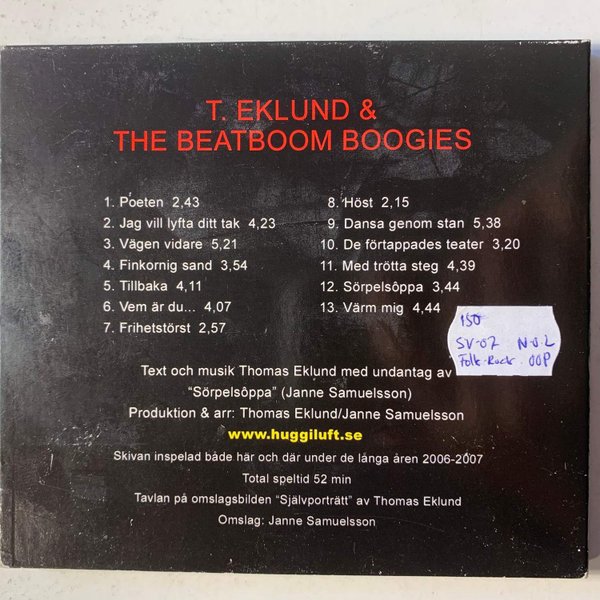 T. EKLUND &
THE BEATBOOM BOOGIES
1. Poeten 2,43
2. Jag vill lyfta ditt tak 4,23
3. Vägen vidare 5,21
4. Finkornig sand 3,54
5. Tillbaka 4,11
6. Vem är du... 4,07
7. Frihetstörst 2,57
8. Höst 2,15
9. Dansa genom stan 5,38
10. De förtappades teater 3,20
11. Med trötta steg 4,39
12. Sörpelsôppa 3,44
13. Värm mig 4,44
150
SV-07 N.O.L
Folk-Rock OOP
Text och musik Thomas Eklund med undantag av
"Sörpelsôppa" (Janne Samuelsson)
Produktion & arr: Thomas Eklund/Janne Samuelsson
www.huggiluft.se
Skivan inspelad både här och där under de långa åren 2006-2007
Total speltid 52 min
Tavlan på omslagsbilden "Självporträtt" av Thomas Eklund
Omslag: Janne Samuelsson